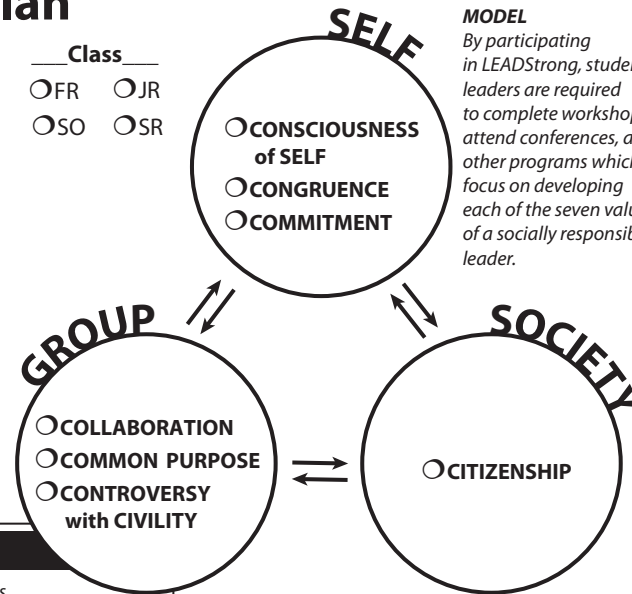 lan
Class
FR JR
SO SR
SELF
CONSCIOUSNESS
of SELF
CONGRUENCE
COMMITMENT
MODEL
By participating
in LEADStrong, stude
leaders are required
to complete workshop
attend conferences, a
other programs which
focus on developing
each of the seven valu
of a socially responsib
leader.
GROUP
COLLABORATION
COMMON PURPOSE
CONTROVERSY
with CIVILITY
SOCIETY
CITIZENSHIP